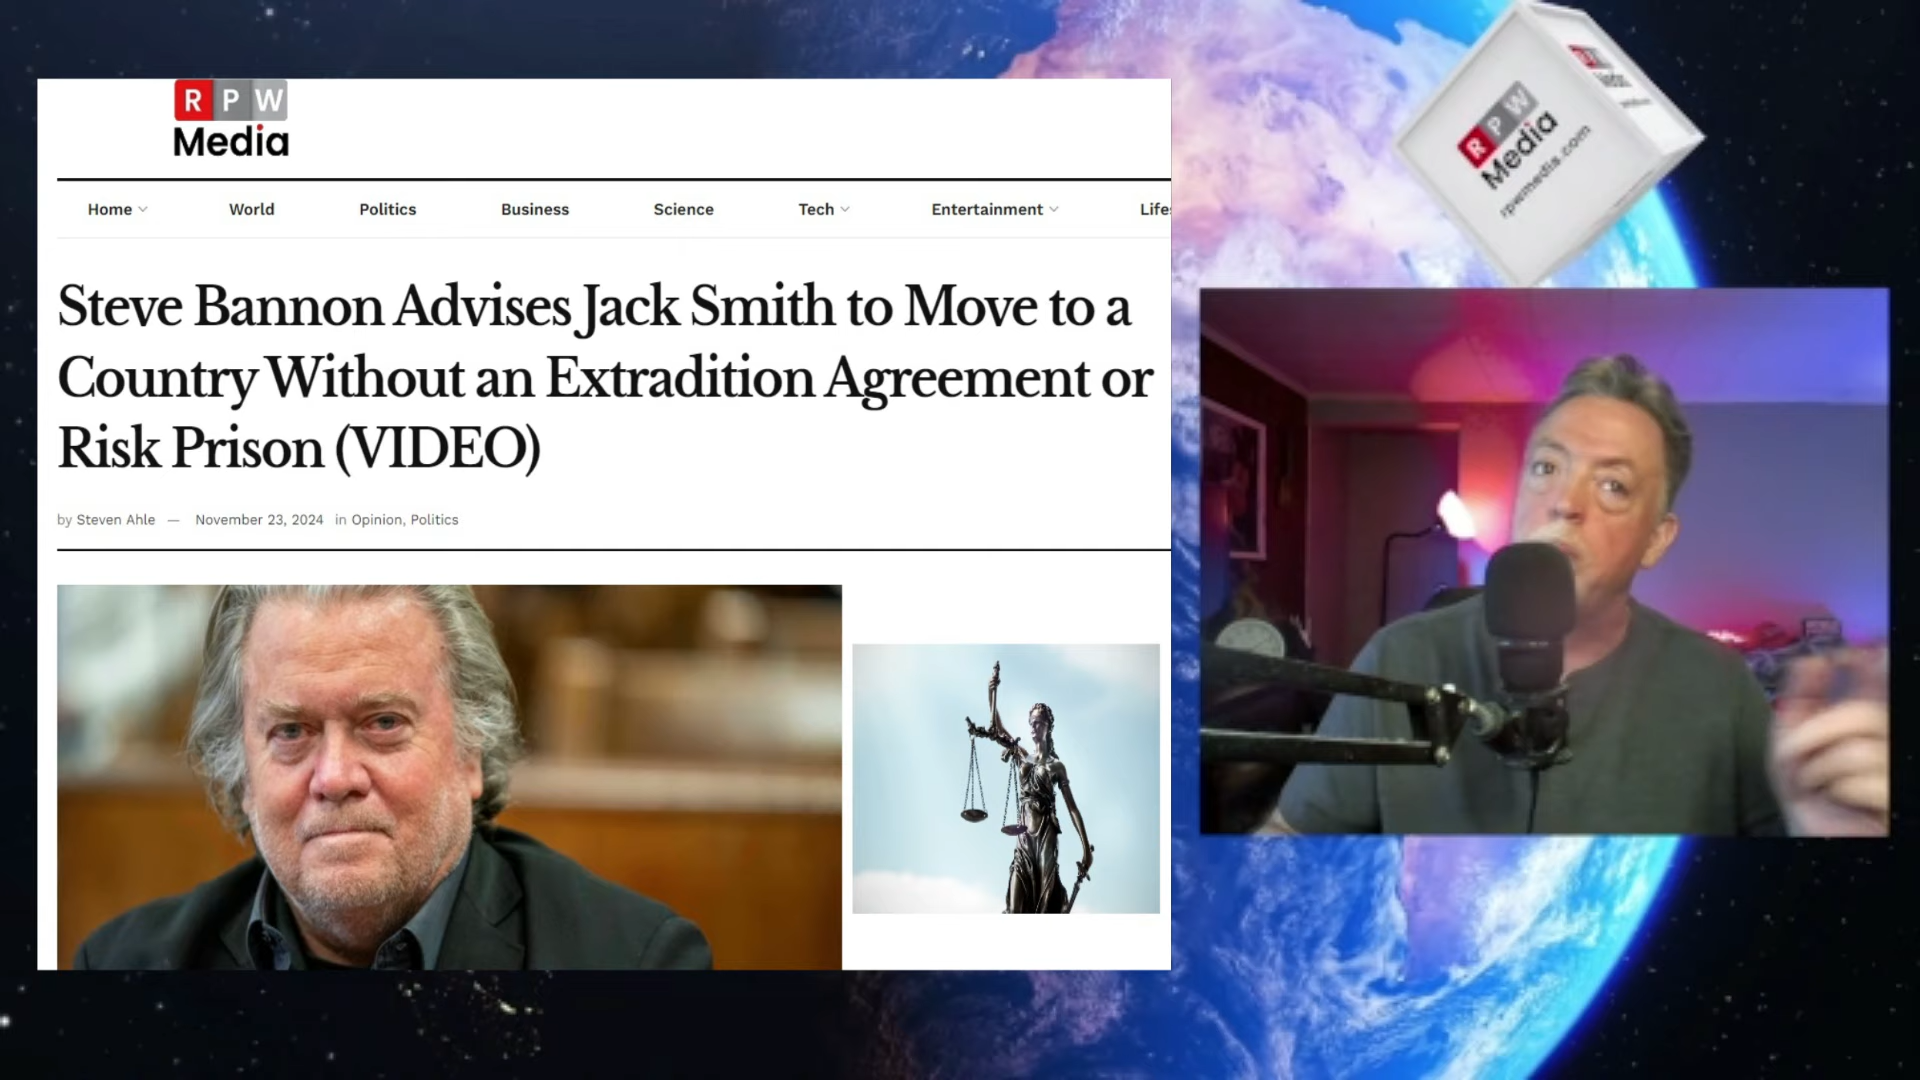 R P W
Media
Home
World
Politics
Business
Science
Tech
Entertainment
Life
Steve Bannon Advises Jack Smith to Move to a
Country Without an Extradition Agreement or
Risk Prison (VIDEO)
by Steven Ahle — November 23, 2024 in Opinion, Politics
R P W
Media
rpwmedia.com